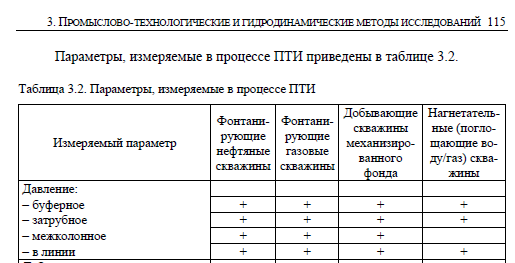 3. ПРОМЫСЛОВО-ТЕХНОЛОГИЧЕСКИЕ И ГИДРОДИНАМИЧЕСКИЕ МЕТОДЫ ИССЛЕДОВАНИЙ 115
Параметры, измеряемые в процессе ПТИ приведены в таблице 3.2.
Таблица 3.2. Параметры, измеряемые в процессе ПТИ
Измеряемый параметр
Фонтани-
рующие
нефтяные
скважины
Фонтани-
рующие
газовые
скважины
Добывающие
скважины
механизиро-
ванного
фонда
Нагнетатель-
ные (погло-
щающие во-
ду/газ) сква-
жины
Давление:
– буферное + + + +
– затрубное + + + +
– межколонное + + +
– в линии + + + +